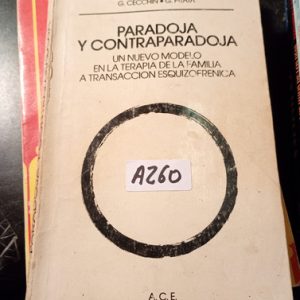 G. CECCHIN - G. PRATA
PARADOJA
Y CONTRAPARADOJA
UN NUEVO MODELO
EN LA TERAPIA DE LA FAMILIA
A TRANSACCION ESQUIZOFRENICA
A260
A.C.E.